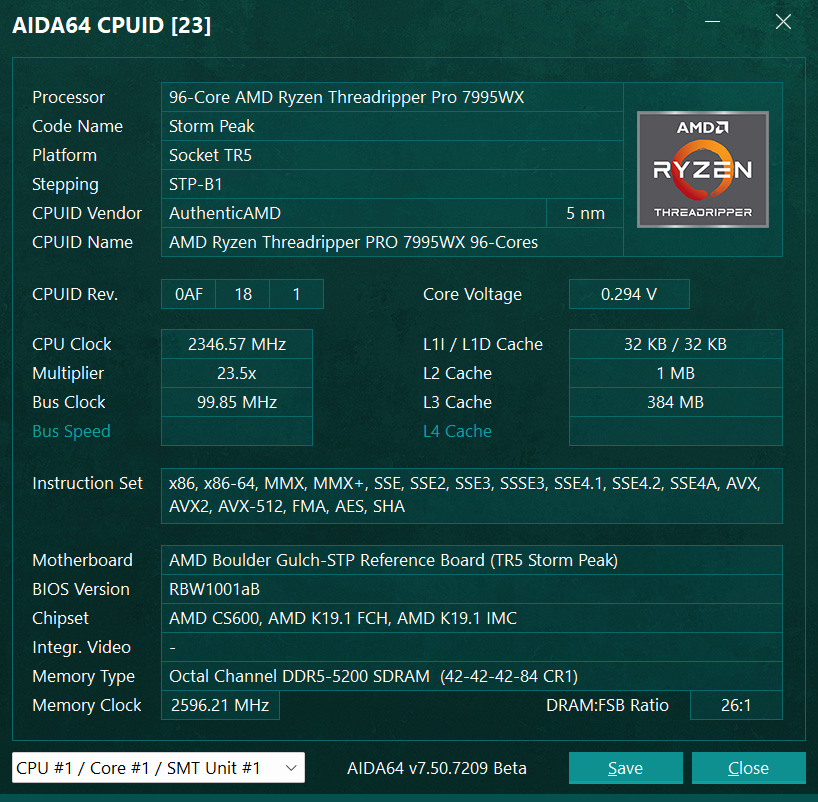 AIDA64 CPUID [23]
Processor 96-Core AMD Ryzen Threadripper Pro 7995WX
Code Name Storm Peak
Platform Socket TR5
Stepping STP-B1
CPUID Vendor AuthenticAMD 5 nm
CPUID Name AMD Ryzen Threadripper PRO 7995WX 96-Cores
AMD
RYZEN
THREADRIPPER
CPUID Rev. 0AF 18 1 Core Voltage 0.294 V
CPU Clock 2346.57 MHz L1I / L1D Cache 32 KB / 32 KB
Multiplier 23.5x L2 Cache 1 MB
Bus Clock 99.85 MHz L3 Cache 384 MB
Bus Speed L4 Cache
Instruction Set x86, x86-64, MMX, MMX+, SSE, SSE2, SSE3, SSSE3, SSE4.1, SSE4.2, SSE4A, AVX,
AVX2, AVX-512, FMA, AES, SHA
Motherboard AMD Boulder Gulch-STP Reference Board (TR5 Storm Peak)
BIOS Version RBW1001aB
Chipset AMD CS600, AMD K19.1 FCH, AMD K19.1 IMC
Integr. Video -
Memory Type Octal Channel DDR5-5200 SDRAM (42-42-42-84 CR1)
Memory Clock 2596.21 MHz DRAM:FSB Ratio 26:1
CPU #1 / Core #1 / SMT Unit #1 AIDA64 v7.50.7209 Beta Save Close